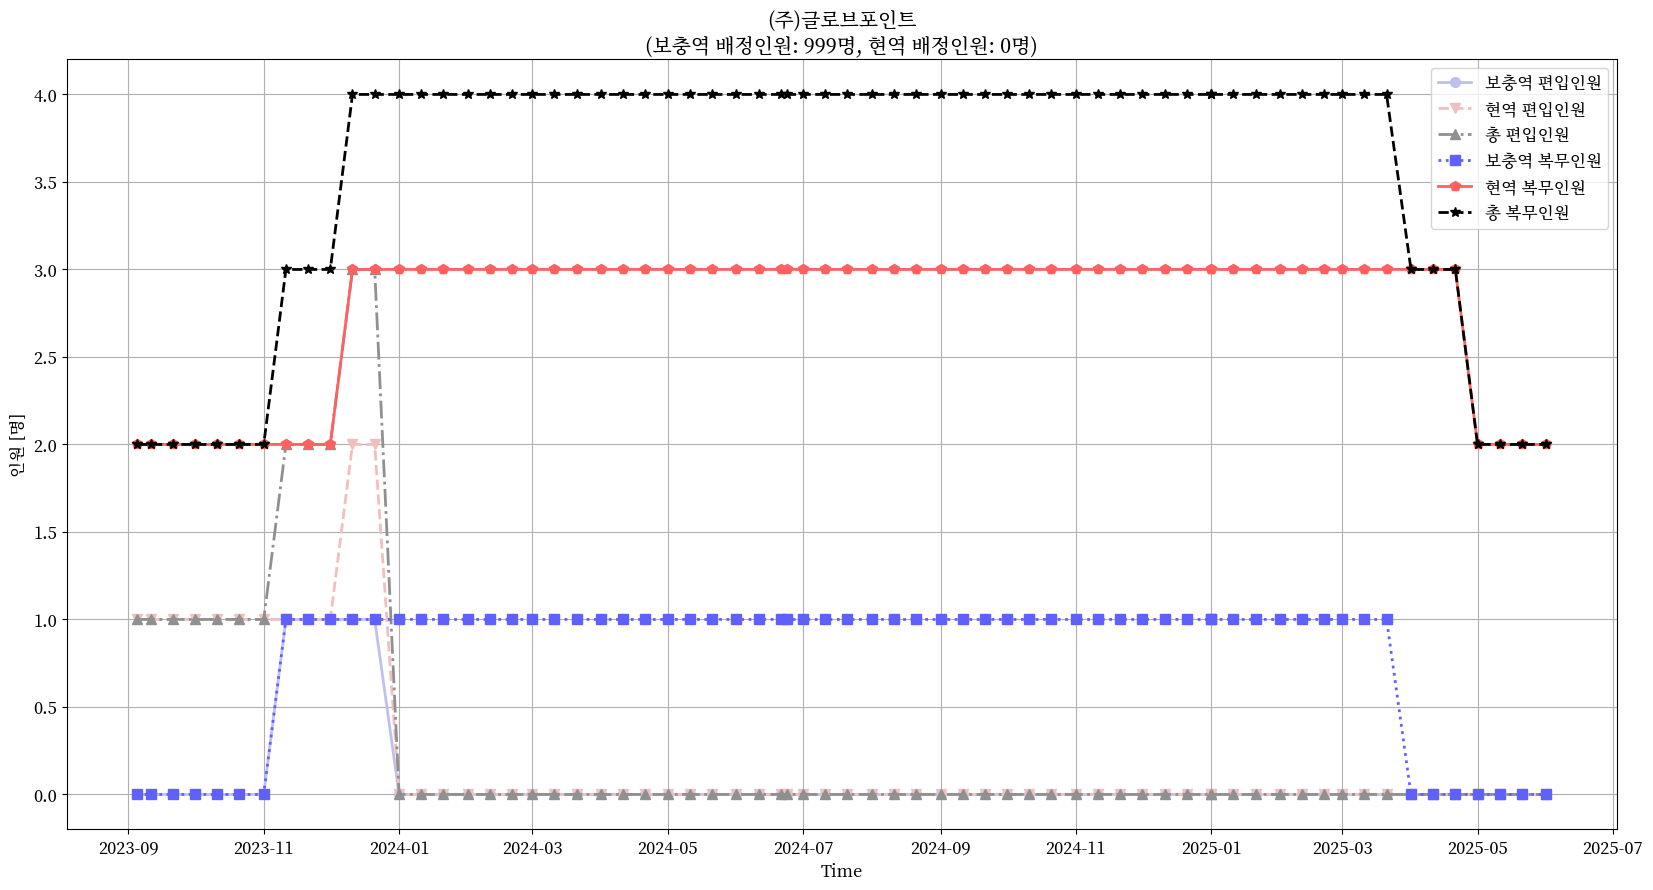 (주)글로브포인트
(보충역 배정인원: 999명, 현역 배정인원: 0명)
4.0
3.5
3.0
2.5
2.0
1.5
1.0
0.5
0.0
인원 [명]
보충역 편입인원
현역 편입인원
총 편입인원
보충역 복무인원
현역 복무인원
총 복무인원
2023-09
2023-11
2024-01
2024-03
2024-05
2024-07
2024-09
2024-11
2025-01
2025-03
2025-05
2025-07
Time